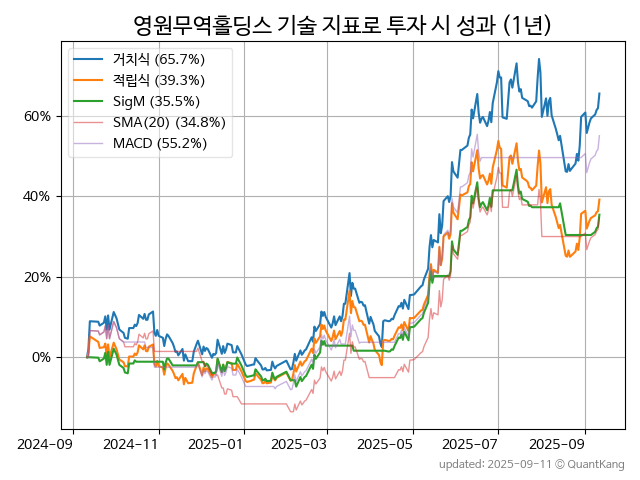 영원무역홀딩스 기술 지표로 투자 시 성과 (1년)
거치식 (65.7%)
적립식 (39.3%)
SigM (35.5%)
SMA(20) (34.8%)
MACD (55.2%)
60%
40%
20%
0%
2024-09 2024-11 2025-01 2025-03 2025-05 2025-07 2025-09
updated: 2025-09-11 © QuantKang